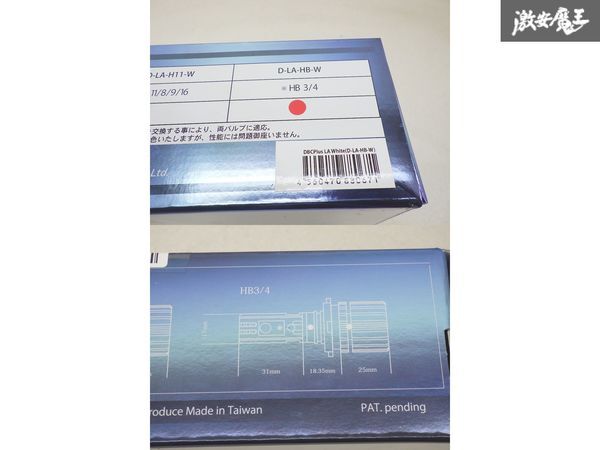 激安魔王
D-LA-H11-W D-LA-HB-W
11/8/9/16 ※HB 3/4
交換する事により、両バルブに適応。
色いたしますが、性能には問題御座いません。
DBCPlus LA White(D-LA-HB-W)
Ltd.
HB3/4
31mm 18.35mm 25mm
roduce Made in Taiwan PAT. pending